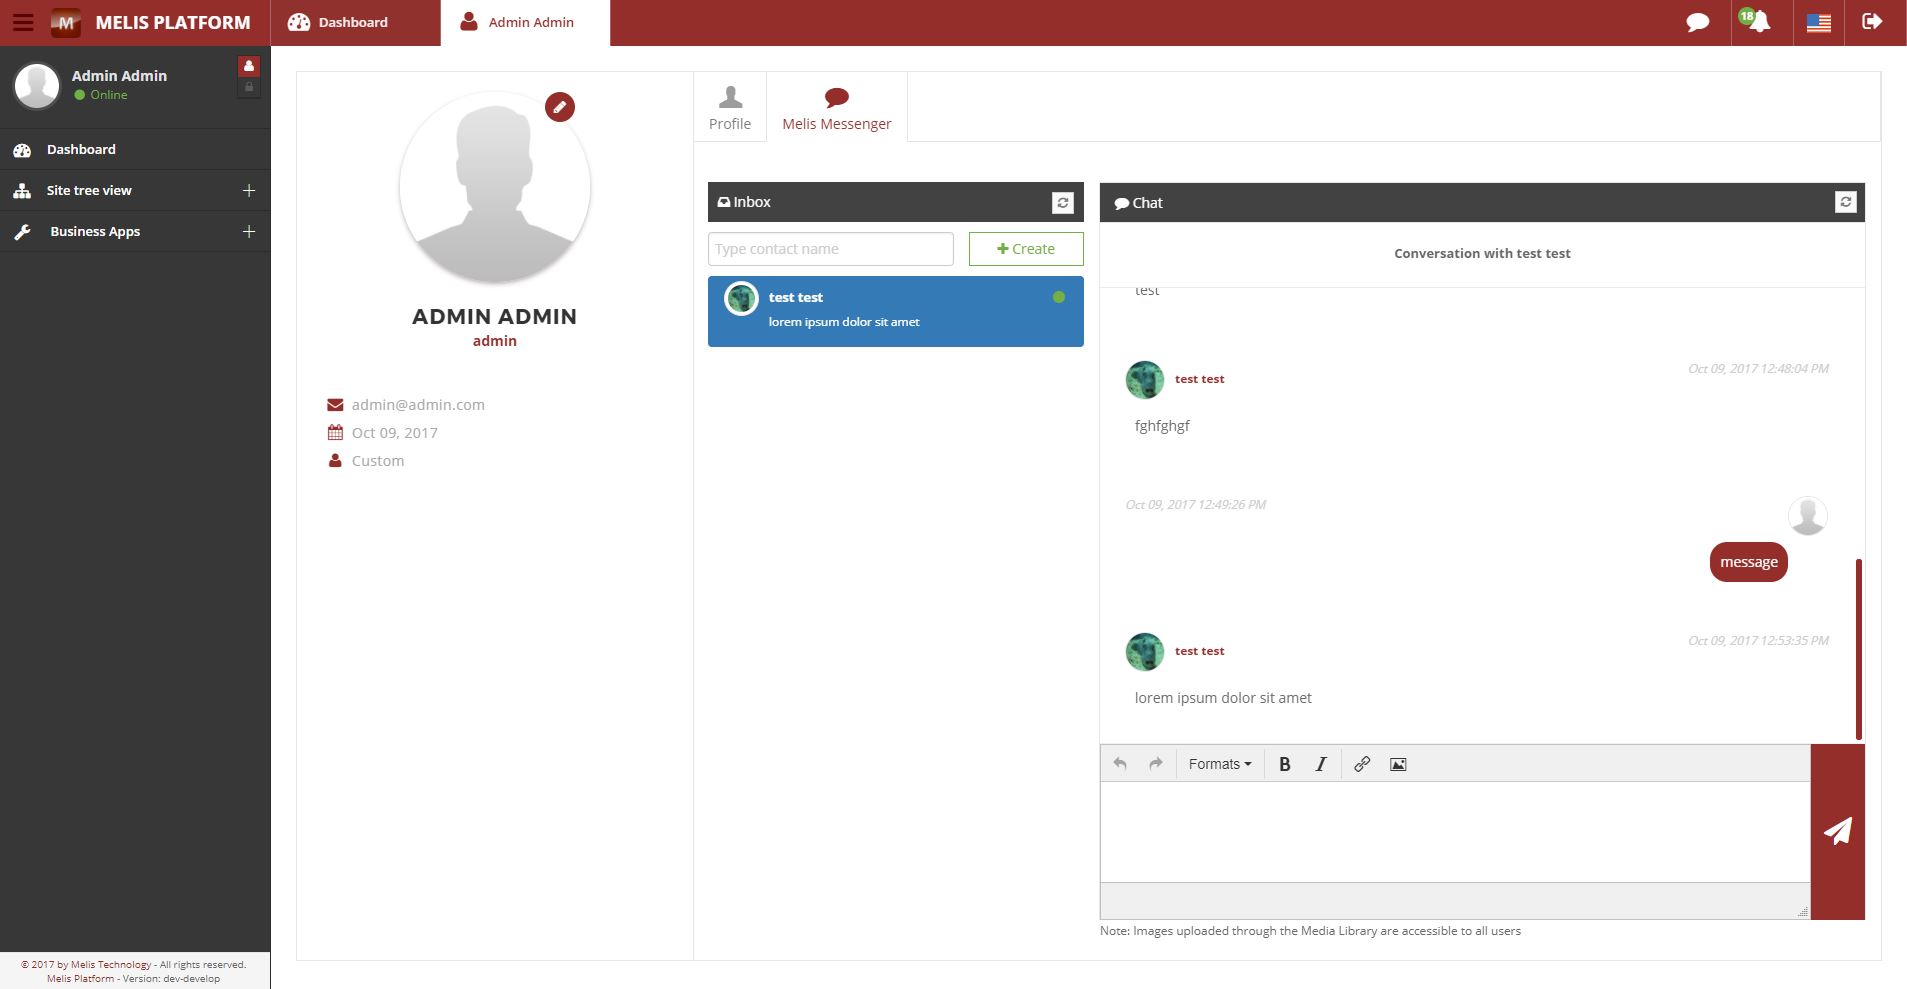 M MELIS PLATFORM
Dashboard
Admin Admin
18
Admin Admin
Online
Dashboard
Site tree view
Business Apps
© 2017 by Melis Technology - All rights reserved.
Melis Platform - Version: dev-develop
ADMIN ADMIN
admin
admin@admin.com
Oct 09, 2017
Custom
Profile
Melis Messenger
Inbox
Type contact name
Create
test test
lorem ipsum dolor sit amet
Chat
Conversation with test test
test
test test
Oct 09, 2017 12:48:04 PM
fghfghgf
Oct 09, 2017 12:49:26 PM
message
test test
Oct 09, 2017 12:53:35 PM
lorem ipsum dolor sit amet
Formats B I
Note: Images uploaded through the Media Library are accessible to all users